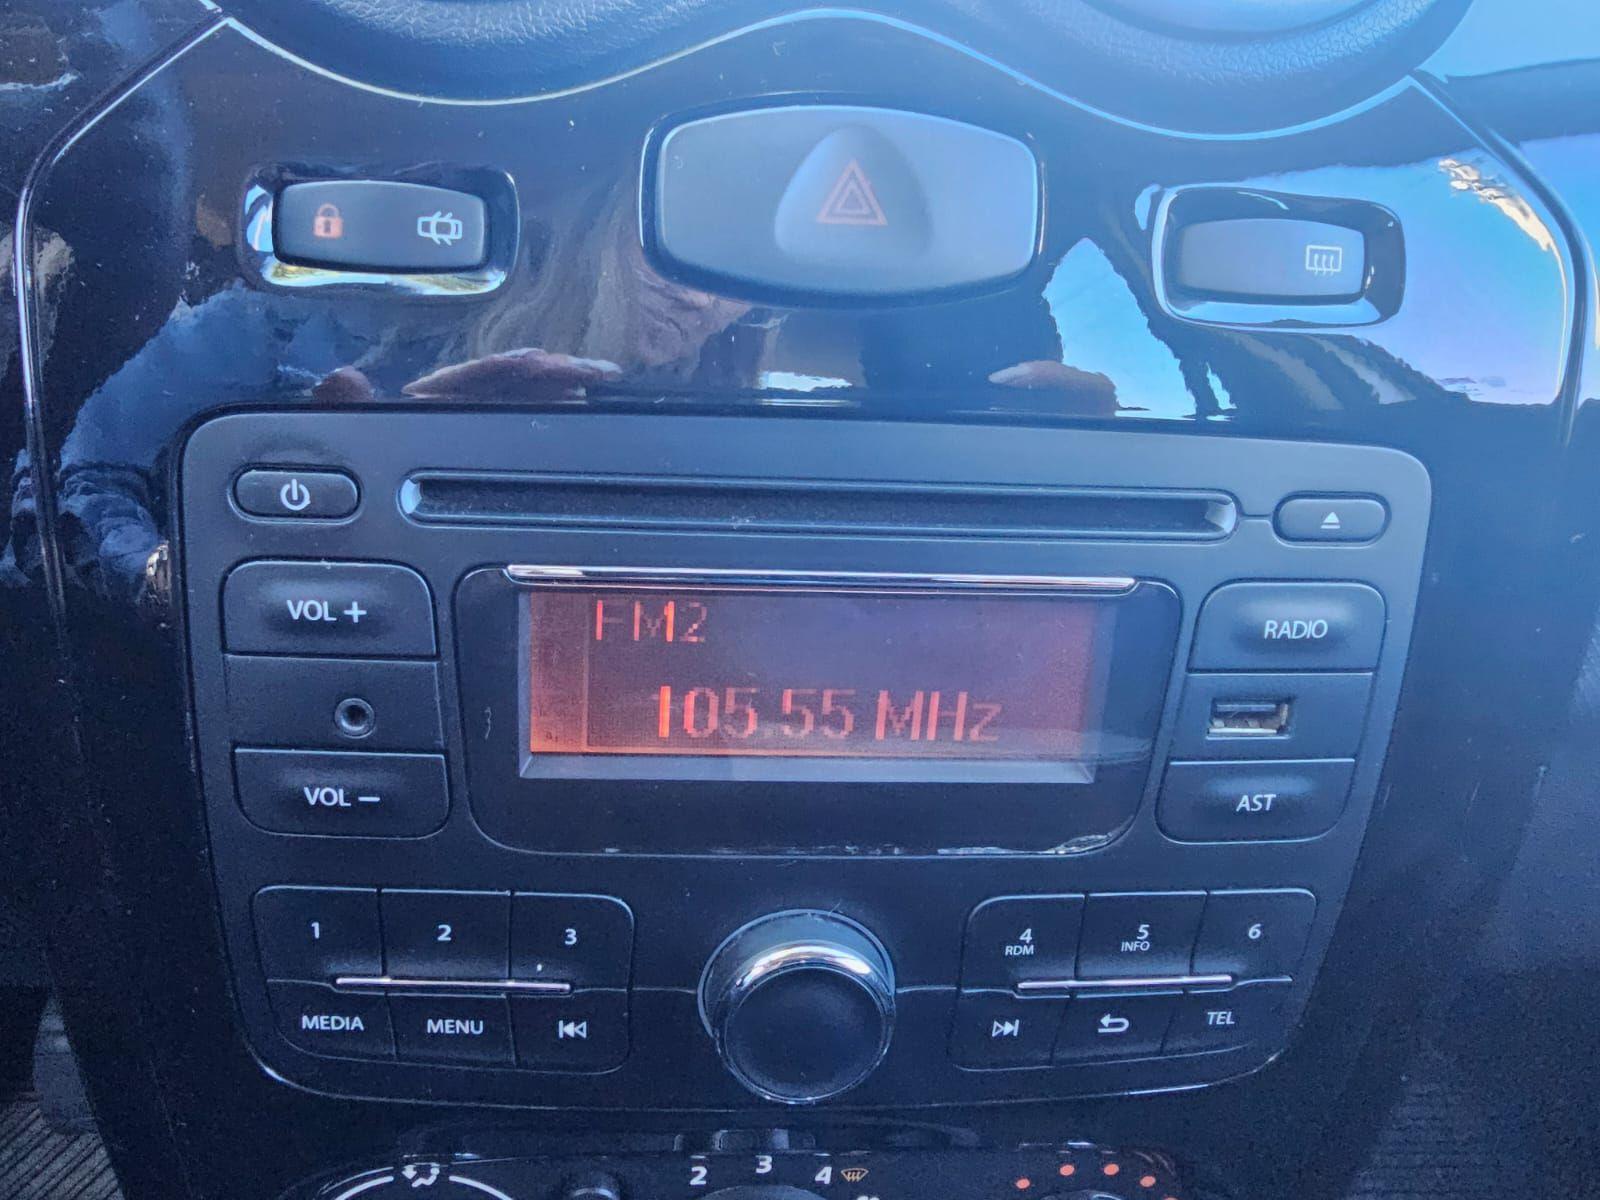 FM2
105.55 MHz
VOL +
VOL −
RADIO
AST
1
2
3
4
RDM
5
INFO
6
MEDIA
MENU
TEL
2
3
4